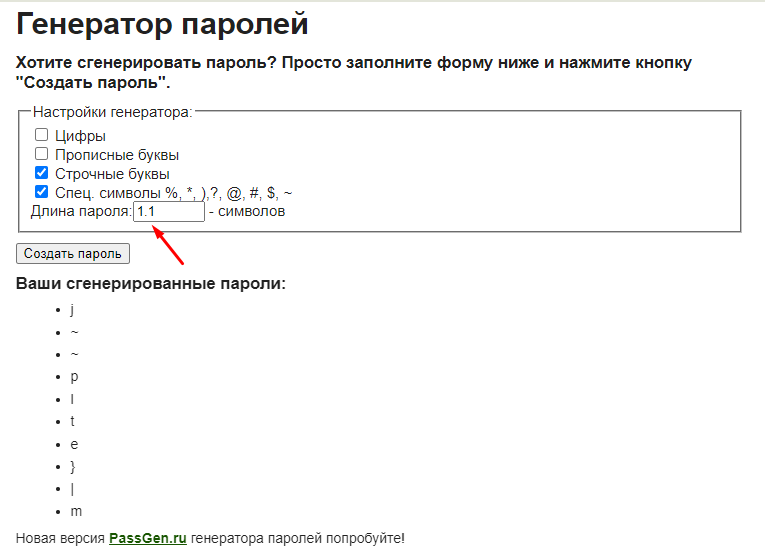 Генератор паролей
Хотите сгенерировать пароль? Просто заполните форму ниже и нажмите кнопку
"Создать пароль".
Настройки генератора:
Цифры
Прописные буквы
Строчные буквы
Спец. символы %, *, ),?, @, #, $, ~
Длина пароля: 1.1 - символов
Создать пароль
Ваши сгенерированные пароли:
j
~
~
p
l
t
e
}
|
m
Новая версия PassGen.ru генератора паролей попробуйте!